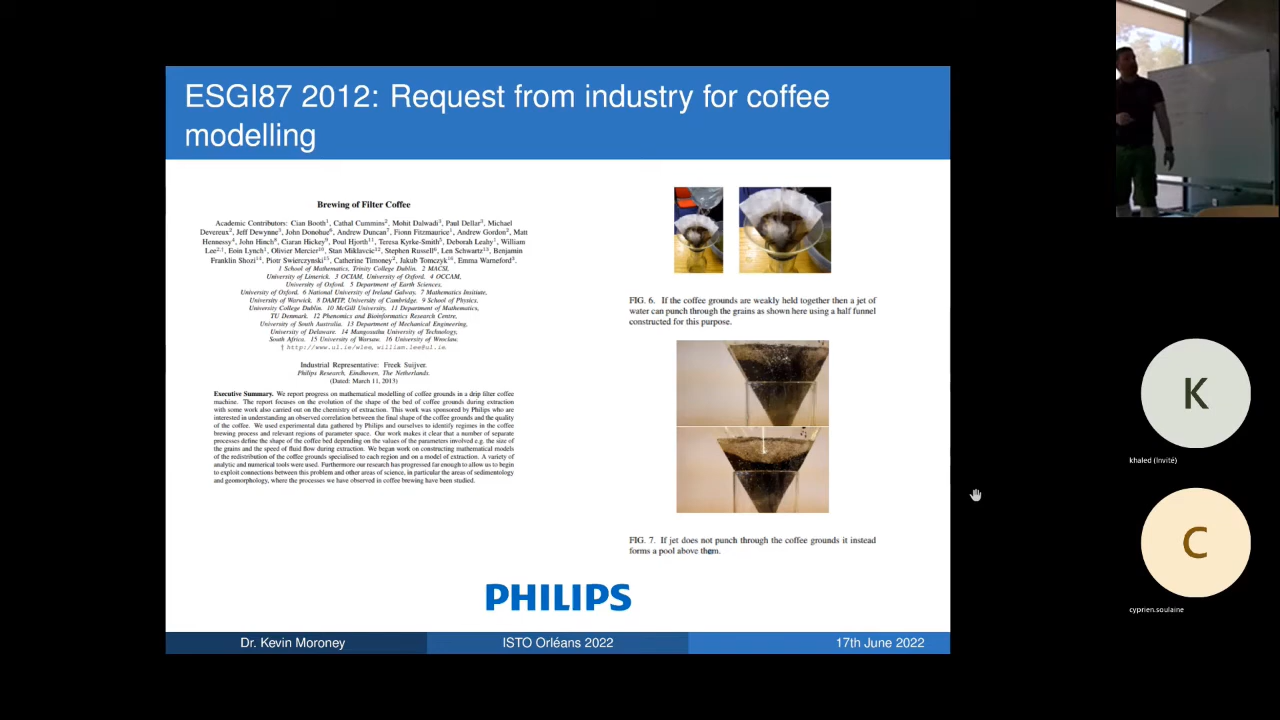 ESGI87 2012: Request from industry for coffee
modelling
Brewing of Filter Coffee
Academic Contributors: Cian Booth1, Cathal Cummins2, Mohit Dalwadi3, Paul Dellar3, Michael
Devereux2, Jeff Dewynne3, John Donohue6, Andrew Duncan7, Fionn Fitzmaurice1, Andrew Gordon2, Matt
Hennessy4, John Hinch8, Ciaran Hickey9, Poul Hjorth11, Teresa Kyrke-Smith5, Deborah Leahy1, William
Lee2,¶, Eoin Lynch1, Olivier Mercier10, Stan Miklavcic12, Stephen Russell6, Len Schwartz13, Benjamin
Franklin Shozi14, Piotr Swierczynski15, Catherine Timoney2, Jakub Tomczyk16, Emma Warneford3.
1 School of Mathematics, Trinity College Dublin. 2 MACSI,
University of Limerick. 3 OCIAM, University of Oxford. 4 OCCAM,
University of Oxford. 5 Department of Earth Sciences,
University of Oxford. 6 National University of Ireland Galway. 7 Mathematics Institute,
University of Warwick. 8 DAMTP, University of Cambridge. 9 School of Physics,
University College Dublin. 10 McGill University. 11 Department of Mathematics,
TU Denmark. 12 Phenomics and Bioinformatics Research Centre,
University of South Australia. 13 Department of Mechanical Engineering,
University of Delaware. 14 Mangosuthu University of Technology,
South Africa. 15 University of Warsaw. 16 University of Wroclaw.
¶ http://www.ul.ie/wlee, william.lee@ul.ie.
Industrial Representative: Freek Suijver.
Philips Research, Eindhoven, The Netherlands.
(Dated: March 11, 2013)
Executive Summary. We report progress on mathematical modelling of coffee grounds in a drip filter coffee
machine. The report focuses on the evolution of the shape of the bed of coffee grounds during extraction
with some work also carried out on the chemistry of extraction. This work was sponsored by Philips who are
interested in understanding an observed correlation between the final shape of the coffee grounds and the quality
of the coffee. We used experimental data gathered by Philips and ourselves to identify regimes in the coffee
brewing process and relevant regions of parameter space. Our work makes it clear that a number of separate
processes define the shape of the coffee bed depending on the values of the parameters involved e.g. the size of
the grains and the speed of fluid flow during extraction. We began work on constructing mathematical models
of the redistribution of the coffee grounds specialised to each region and on a model of extraction. A variety of
analytic and numerical tools were used. Furthermore our research has progressed far enough to allow us to begin
to exploit connections between this problem and other areas of science, in particular the areas of sedimentology
and geomorphology, where the processes we have observed in coffee brewing have been studied.
FIG. 6. If the coffee grounds are weakly held together then a jet of
water can punch through the grains as shown here using a half funnel
constructed for this purpose.
FIG. 7. If jet does not punch through the coffee grounds it instead
forms a pool above them.
PHILIPS
Dr. Kevin Moroney
ISTO Orléans 2022
17th June 2022
K
khaled (Invité)
C
cyprien.soulaine